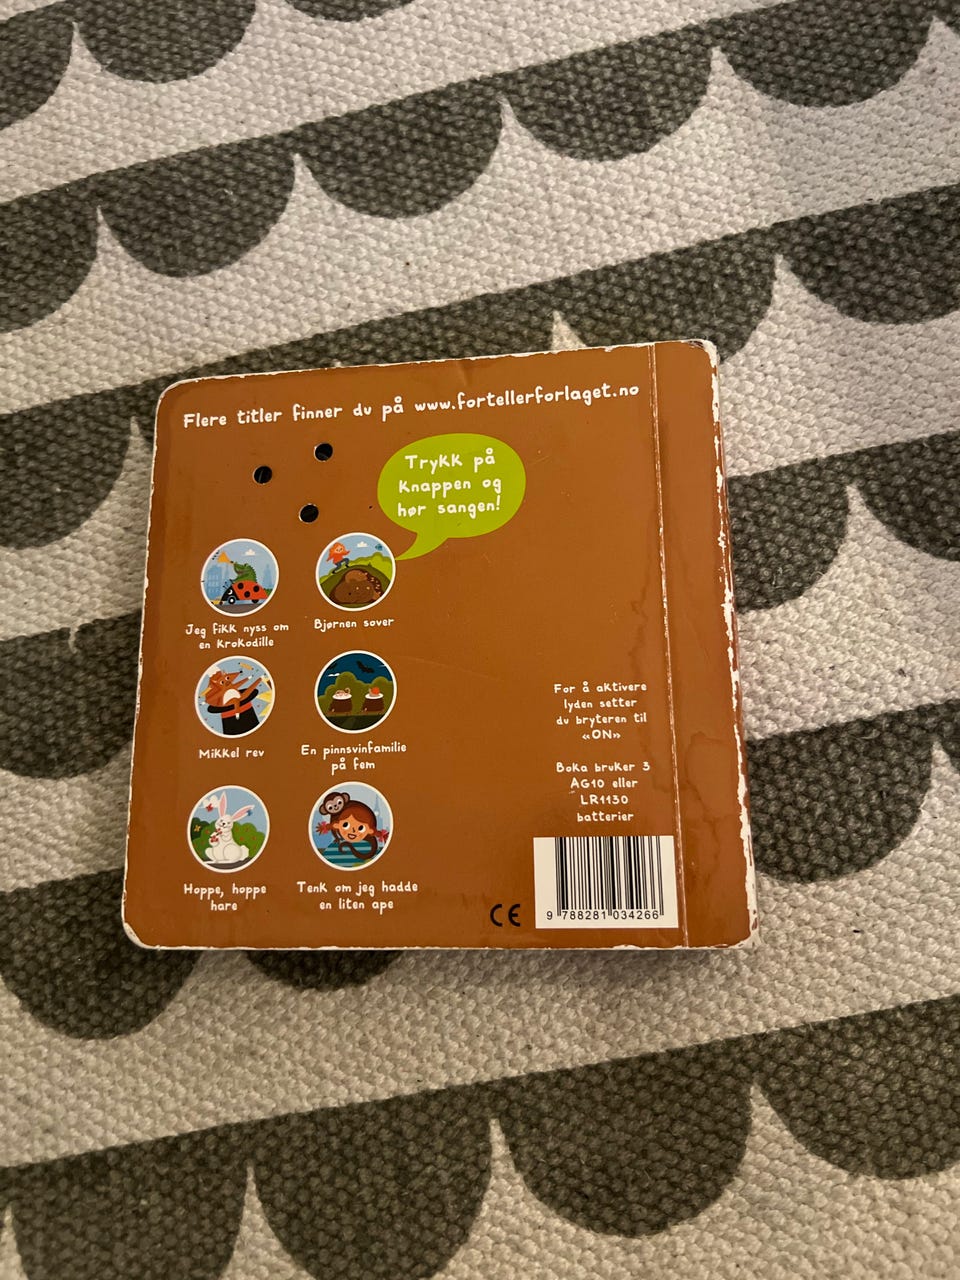 Flere titler finner du på www.fortellerforlaget.no
Trykk på
knappen og
hør sangen!
Jeg fikk nyss om
en krokodille
Bjørnen sover
Mikkel rev
En pinnsvinfamilie
på fem
Hoppe, hoppe
hare
Tenk om jeg hadde
en liten ape
For å aktivere
lyden setter
du bryteren til
«ON»
Boka bruker 3
AG10 eller
LR1130
batterier
CE
9 788281 034266